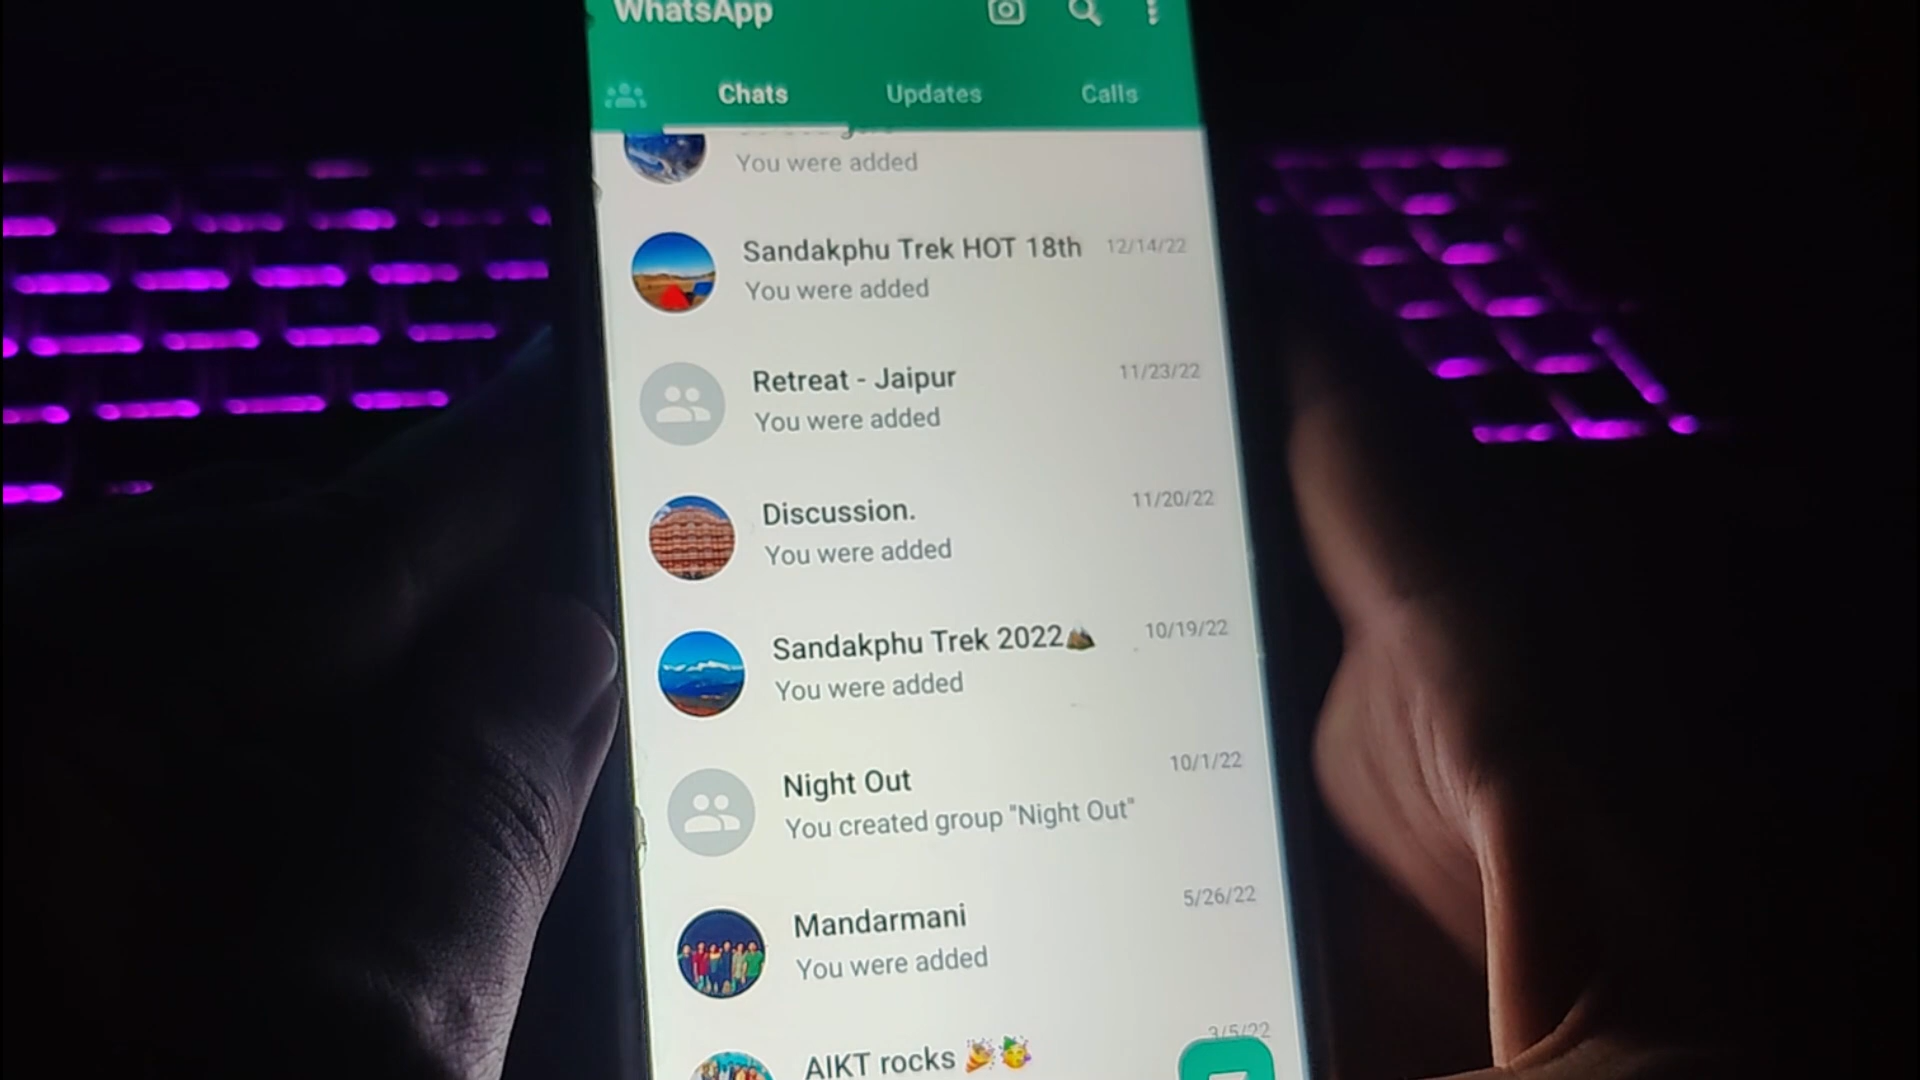 WhatsApp
Chats Updates Calls
You were added
Sandakphu Trek HOT 18th 12/14/22
You were added
Retreat - Jaipur 11/23/22
You were added
Discussion. 11/20/22
You were added
Sandakphu Trek 2022🏔️ 10/19/22
You were added
Night Out 10/1/22
You created group "Night Out"
Mandarmani 5/26/22
You were added
AIKT rocks 🎉🥳 3/5/22